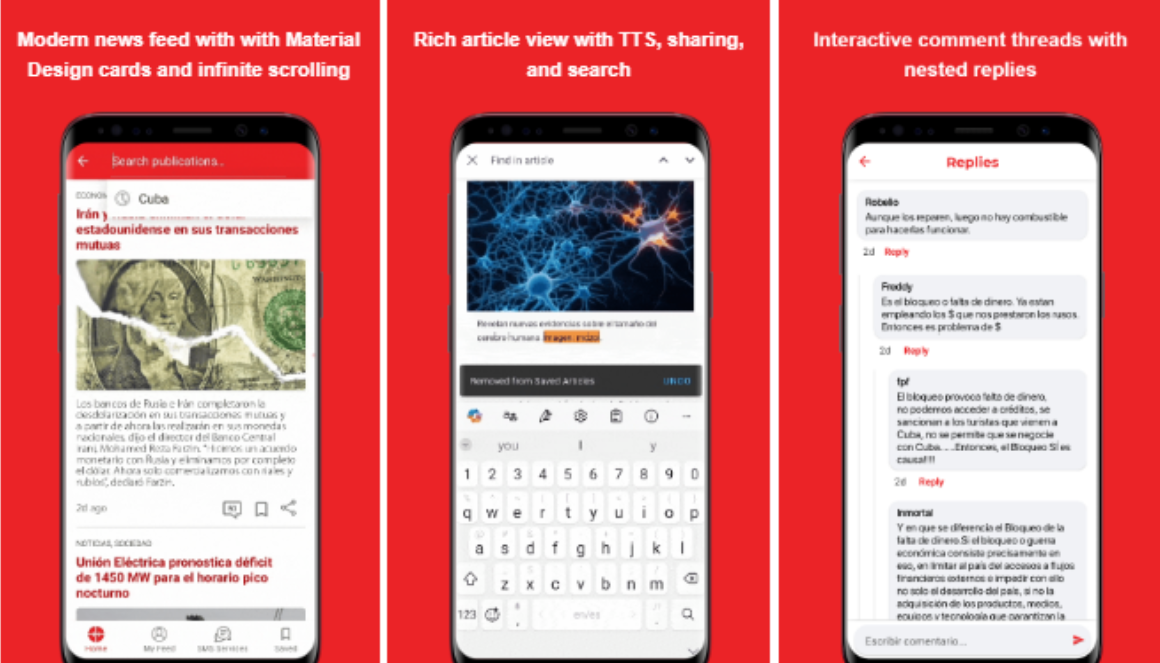 Modern news feed with with Material
Design cards and infinite scrolling
Search publications..
ECONOM
Cuba
Irán y
estadounidense en sus transacciones
mutuas
WASHINGTON
Los bancos de Rusia e Irán completaron la
desdolarización en sus transacciones mutuas y
a partir de ahora las realizarán en sus monedas
nacionales, dijo el director del Banco Central
iraní, Mohamed Reza Farzin. "Hicimos un acuerdo
monetario con Rusia y eliminamos por completo
el dólar. Ahora solo comercializamos con riales y
rublos", declaró Farzin.
2d ago
NOTICIAS, SOCIEDAD
Unión Eléctrica pronostica déficit
de 1450 MW para el horario pico
nocturno
Home
My Feed
SMS Services
Saved
Rich article view with TTS, sharing,
and search
Find in article
Revelan nuevas evidencias sobre el tamaño del
cerebro humano.
Removed from Saved Articles
UNDO
you
I
y
1 2 3 4 5 6 7 8 9 0
q w e r t y u i o p
a s d f g h j k l
z x c v b n m
123
en/es
Interactive comment threads with
nested replies
Replies
Robelio
Aunque los reparen, luego no hay combustible
para hacerlas funcionar.
2d Reply
Freddy
Es el bloqueo o falta de dinero. Ya estan
empleando los $ que nos prestaron los rusos.
Entonces es problema de $
2d Reply
fpf
El bloqueo provoca falta de dinero,
no podemos acceder a créditos, se
sancionan a los turistas que vienen a
Cuba, no se permite que se negocie
con Cuba.....Entonces, el Bloqueo SÍ es
causa!!!!
2d Reply
Inmortal
Y en que se diferencia el Bloqueo de la
falta de dinero.Si el bloqueo o guerra
económica consiste precisamente en
eso, en limitar al país del accesos a flujos
financieros externos e impedir con ello
no solo el desarrollo del país, si no la
adquisición de los productos, medios,
equipos y tecnología que garantizan la
Escribir comentario...